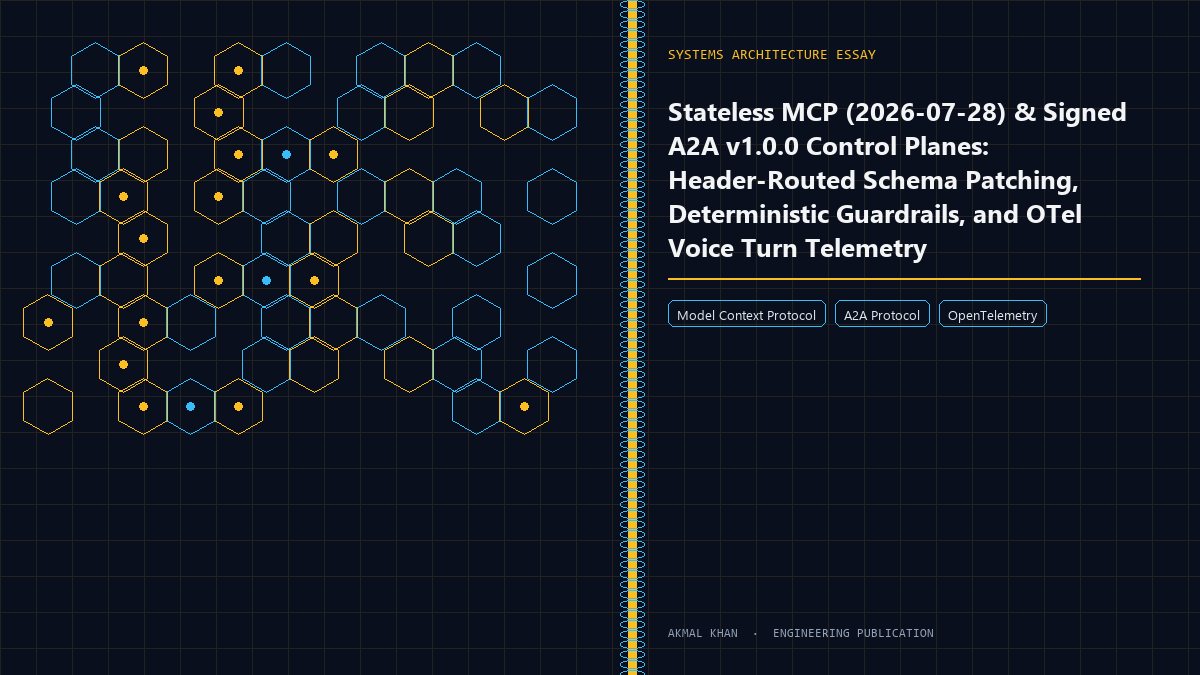 SYSTEMS ARCHITECTURE ESSAY
Stateless MCP (2026-07-28) & Signed
A2A v1.0.0 Control Planes:
Header-Routed Schema Patching,
Deterministic Guardrails, and OTel
Voice Turn Telemetry
Model Context Protocol
A2A Protocol
OpenTelemetry
AKMAL KHAN · ENGINEERING PUBLICATION